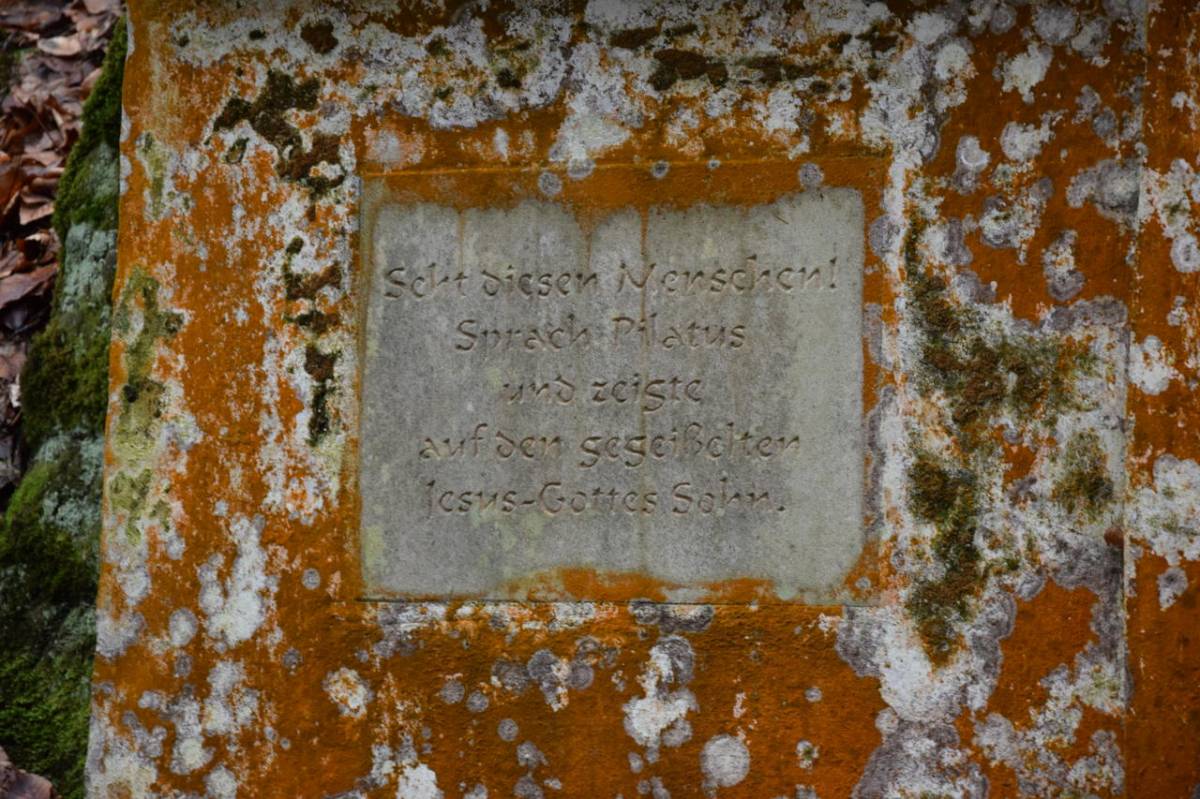 Seht diesen Menschen!
Sprach Pilatus
und zeigte
auf den gegeißelten
Jesus-Gottes Sohn.